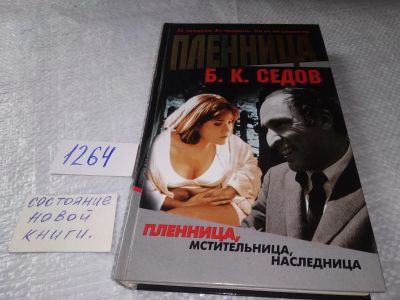 ПЛЕННИЦА
Б. К. СЕДОВ
1264
СОСТОЯНИЕ
НОВОЙ
КНИГИ.
ПЛЕННИЦА,
МСТИТЕЛЬНИЦА,
НАСЛЕДНИЦА